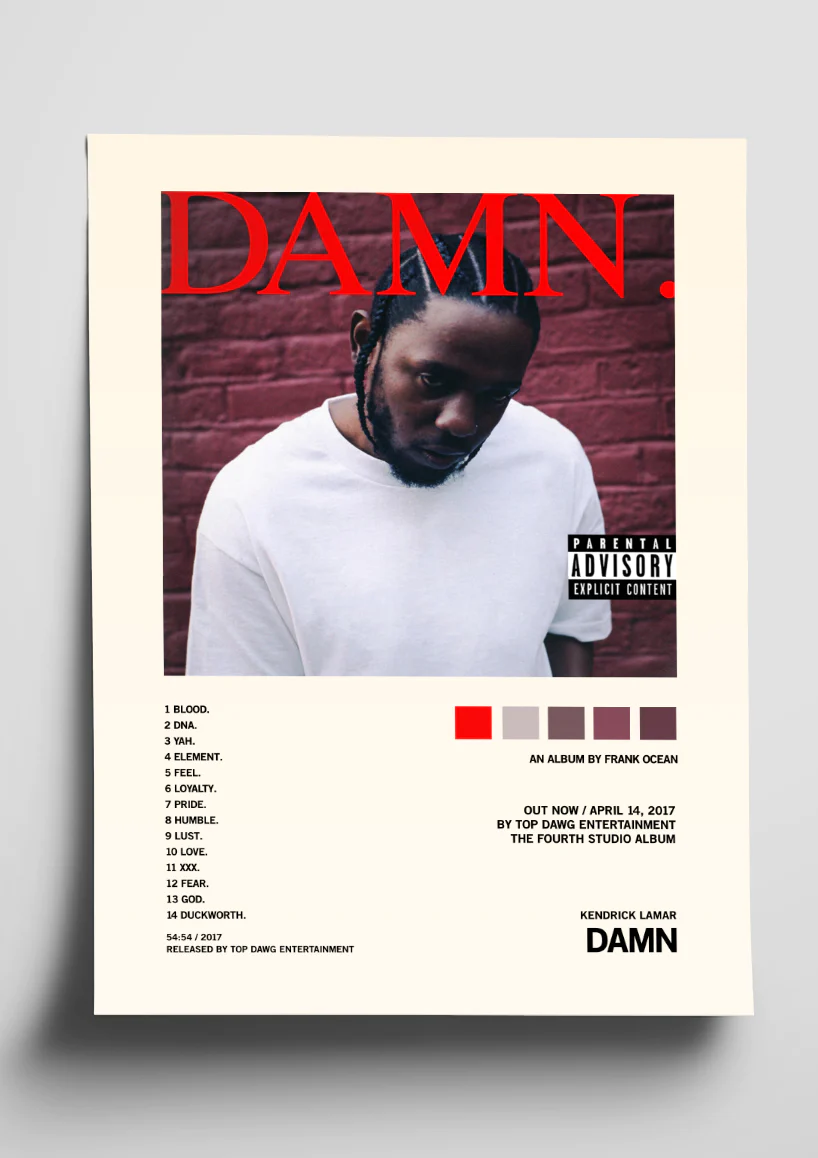 DAMN.
PARENTAL
ADVISORY
EXPLICIT CONTENT
1 BLOOD.
2 DNA.
3 YAH.
4 ELEMENT.
5 FEEL.
6 LOYALTY.
7 PRIDE.
8 HUMBLE.
9 LUST.
10 LOVE.
11 XXX.
12 FEAR.
13 GOD.
14 DUCKWORTH.
54:54 / 2017
RELEASED BY TOP DAWG ENTERTAINMENT
AN ALBUM BY FRANK OCEAN
OUT NOW / APRIL 14, 2017
BY TOP DAWG ENTERTAINMENT
THE FOURTH STUDIO ALBUM
KENDRICK LAMAR
DAMN